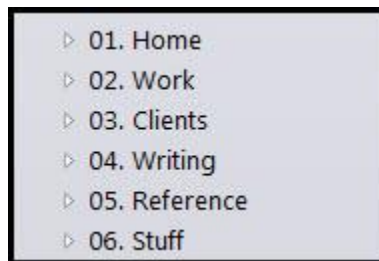 01. Home
02. Work
03. Clients
04. Writing
05. Reference
06. Stuff